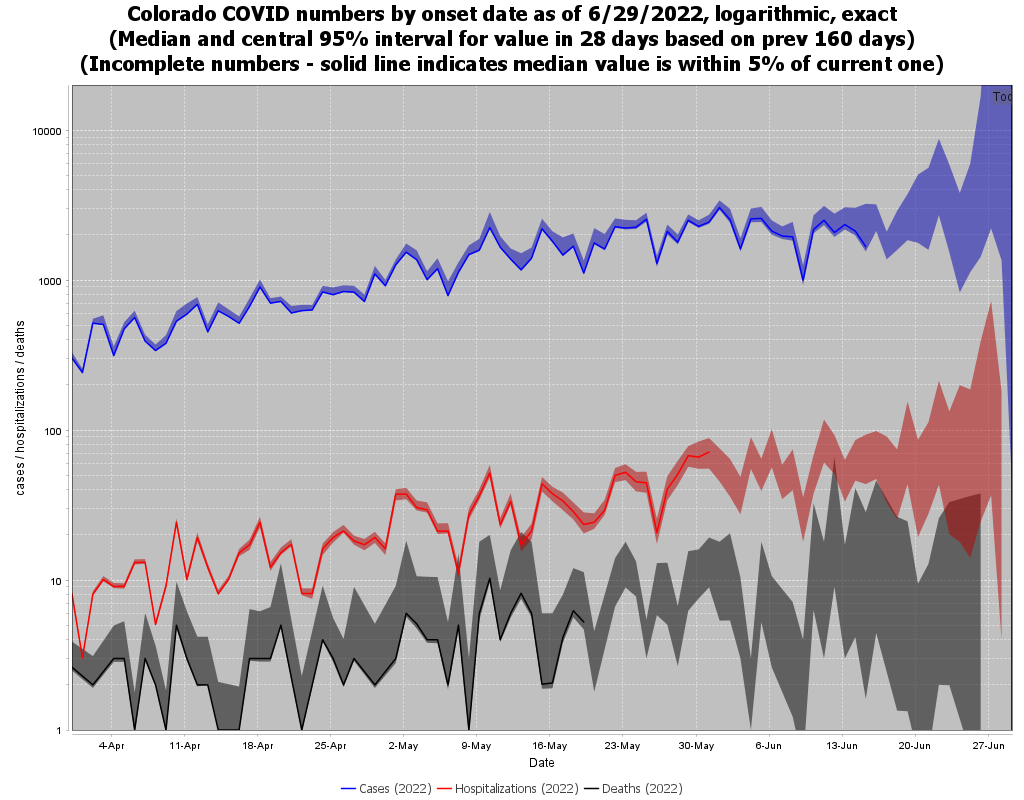 Colorado COVID numbers by onset date as of 6/29/2022, logarithmic, exact
(Median and central 95% interval for value in 28 days based on prev 160 days)
(Incomplete numbers - solid line indicates median value is within 5% of current one)
Too
10000
1000
100
10
1
cases / hospitalizations / deaths
4-Apr 11-Apr 18-Apr 25-Apr 2-May 9-May 16-May 23-May 30-May 6-Jun 13-Jun 20-Jun 27-Jun
Date
Cases (2022) Hospitalizations (2022) Deaths (2022)